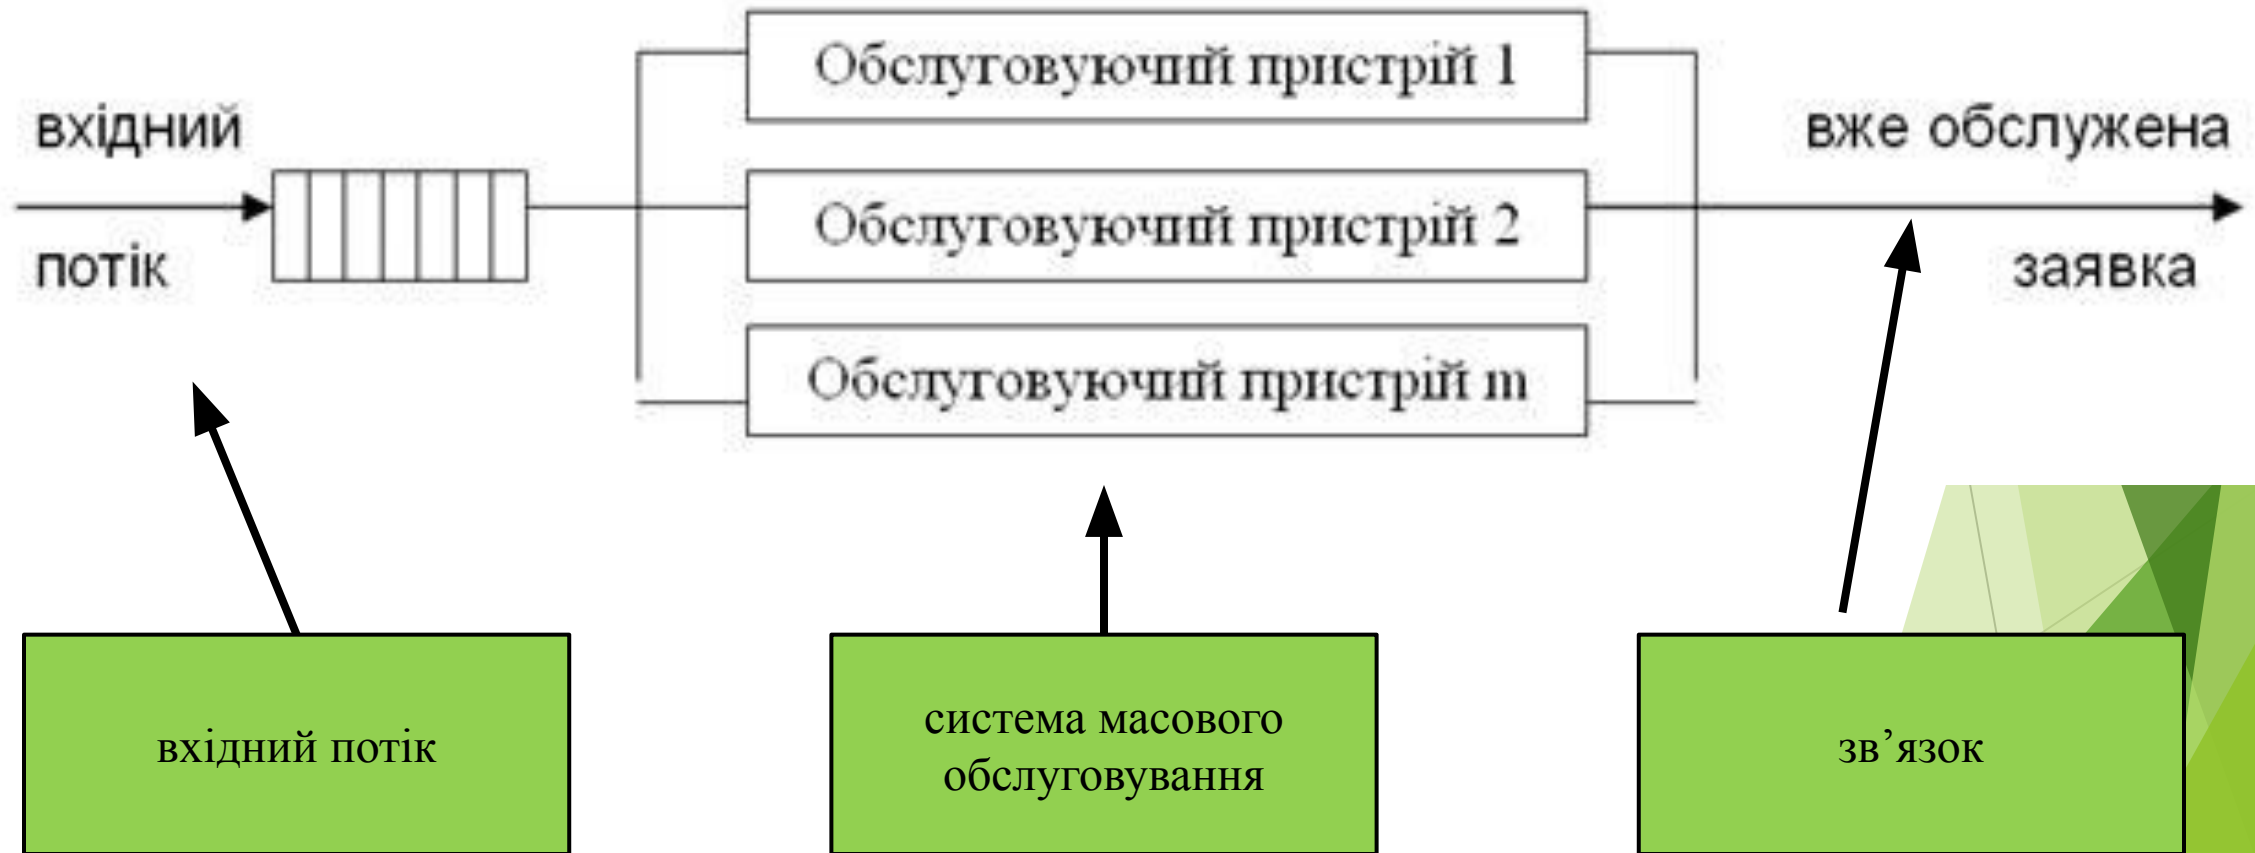 вхідний
потік
Обслуговуючий пристрій 1
Обслуговуючий пристрій 2
Обслуговуючий пристрій m
вже обслужена
заявка
вхідний потік
система масового
обслуговування
зв’язок